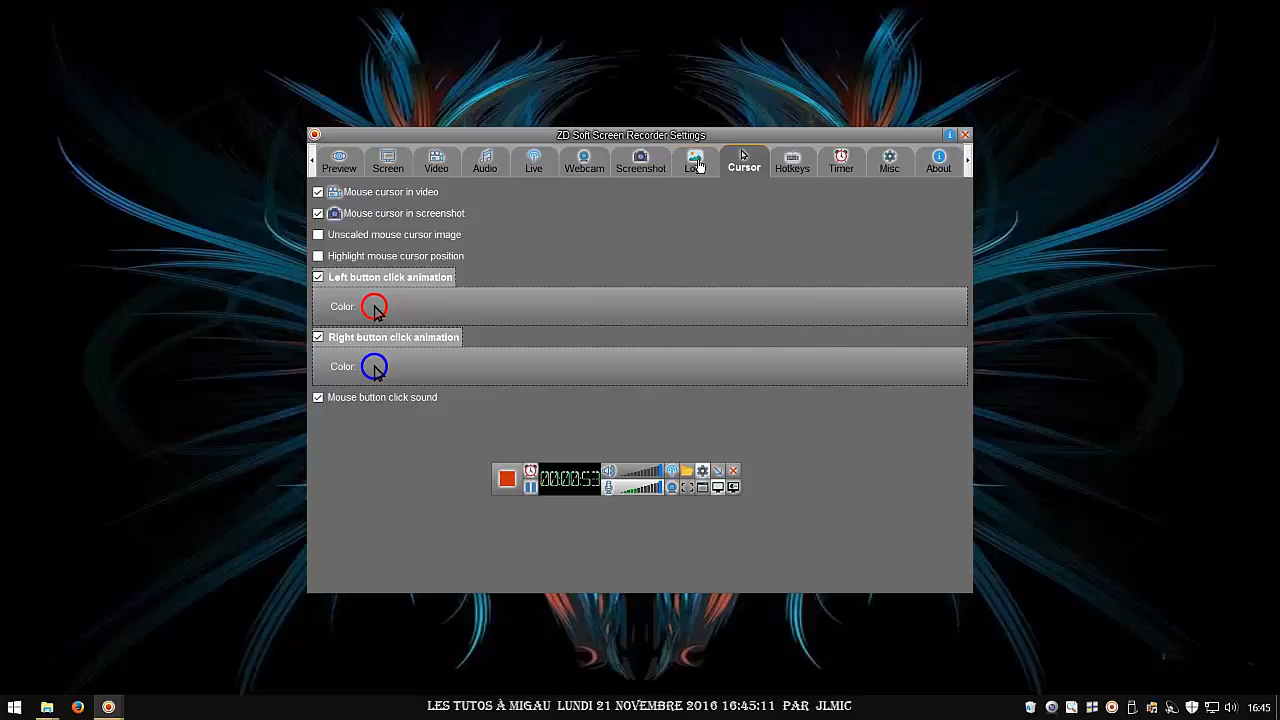 ZD Soft Screen Recorder Settings
Preview Screen Video Audio Live Webcam Screenshot Cursor Hotkeys Timer Misc About
Mouse cursor in video
Mouse cursor in screenshot
Unscaled mouse cursor image
Highlight mouse cursor position
Left button click animation
Color:
Right button click animation
Color:
Mouse button click sound
00:00:53
LES TUTOS À MIGAU LUNDI 21 NOVEMBRE 2016 16:45:11 PAR JLMIC
16:45